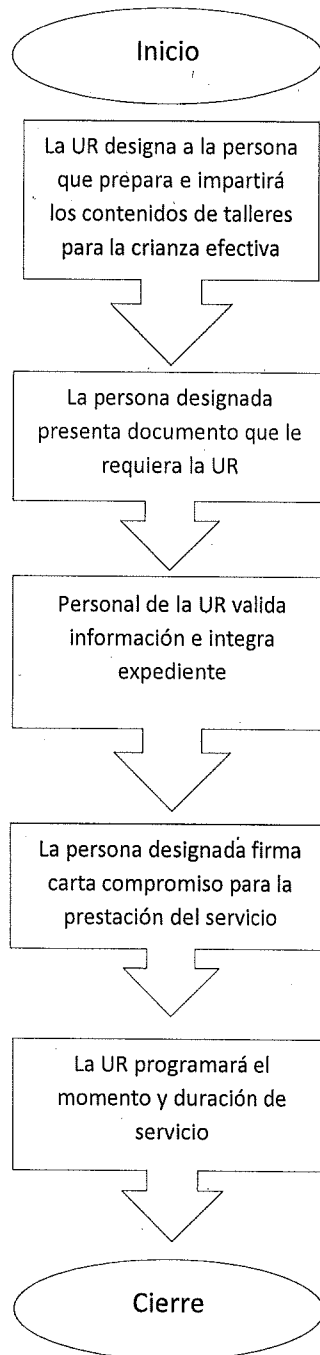 Inicio
La UR designa a la persona
que prepara e impartirá
los contenidos de talleres
para la crianza efectiva
La persona designada
presenta documento que le
requiera la UR
Personal de la UR valida
información e integra
expediente
La persona designada firma
carta compromiso para la
prestación del servicio
La UR programará el
momento y duración de
servicio
Cierre